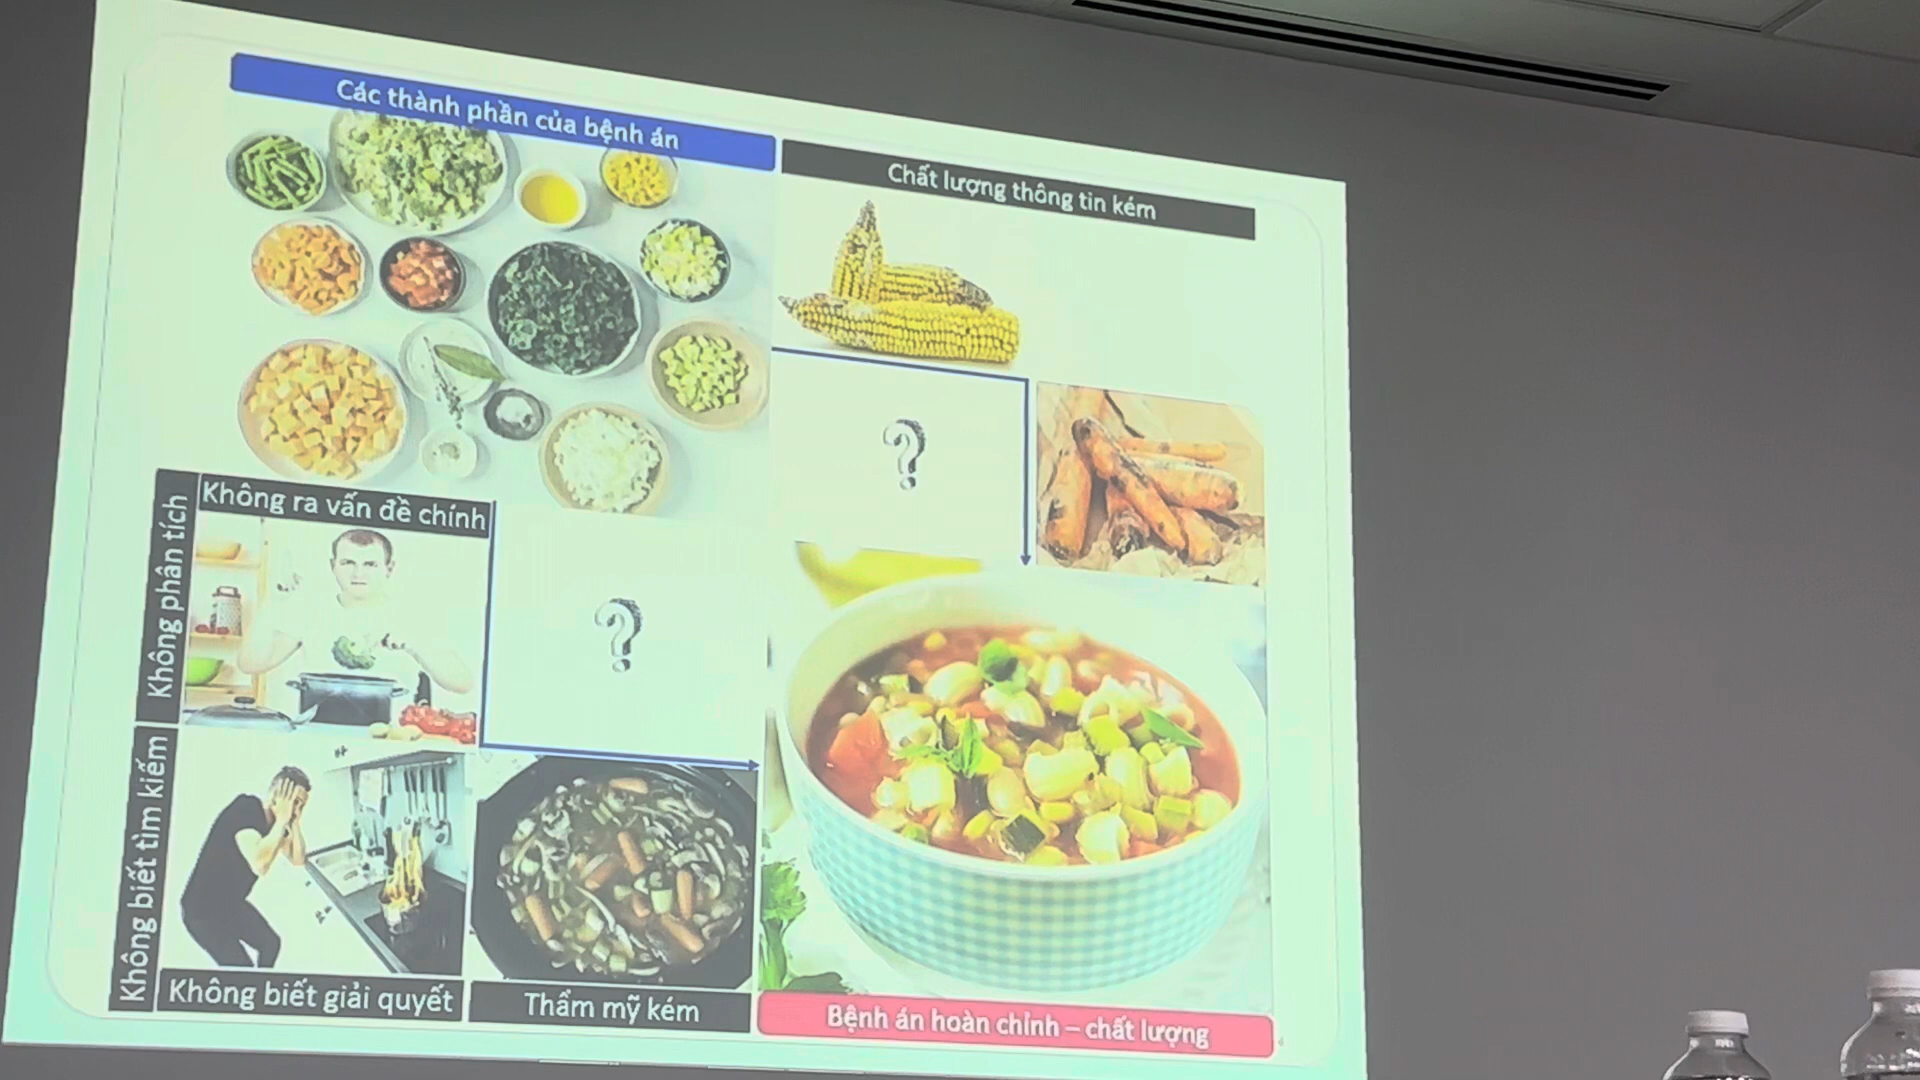 Các thành phần của bệnh án
Chất lượng thông tin kém
?
Không ra vấn đề chính
Không phân tích
?
Không biết tìm kiếm
Không biết giải quyết
Thẩm mỹ kém
Bệnh án hoàn chỉnh – chất lượng